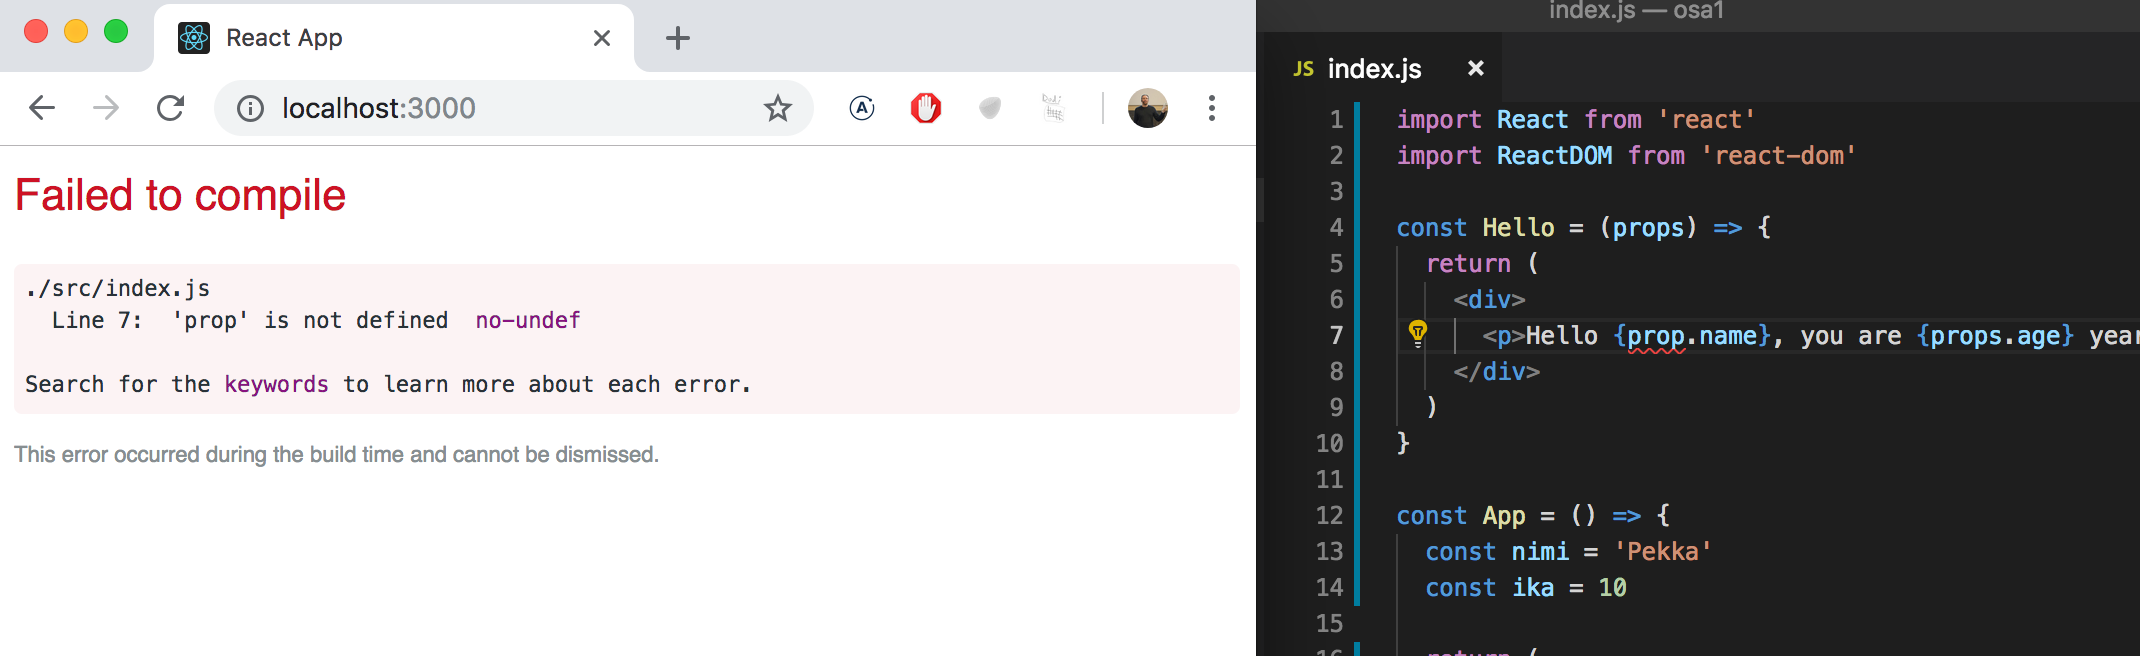 React App
localhost:3000
Failed to compile
./src/index.js
Line 7: 'prop' is not defined no-undef
Search for the keywords to learn more about each error.
This error occurred during the build time and cannot be dismissed.
index.js — osa1
JS index.js
1 import React from 'react'
2 import ReactDOM from 'react-dom'
3
4 const Hello = (props) => {
5 return (
6 <div>
7 <p>Hello {prop.name}, you are {props.age} year
8 </div>
9 )
10 }
11
12 const App = () => {
13 const nimi = 'Pekka'
14 const ika = 10
15
16 return (